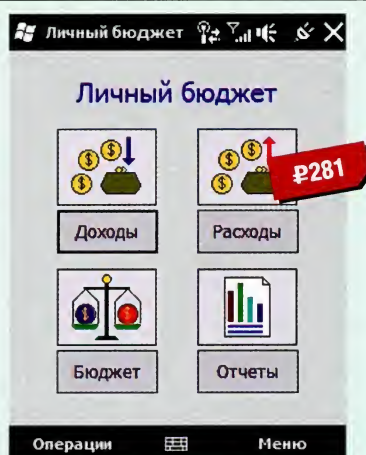 Личный бюджет
Личный бюджет
₽281
Доходы
Расходы
Бюджет
Отчеты
Операции
Меню